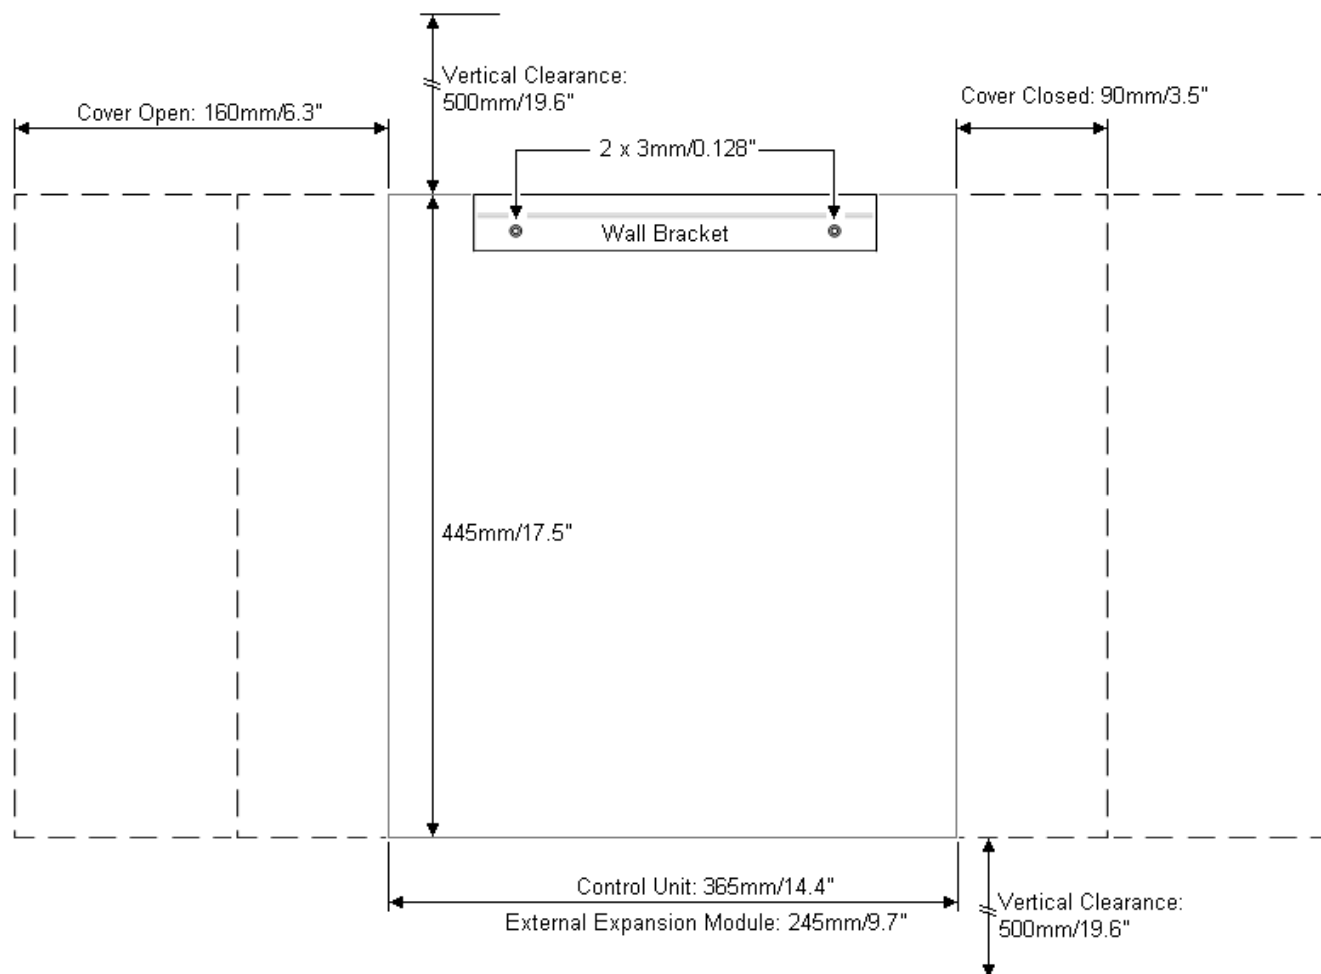 Vertical Clearance:
500mm/19.6"
Cover Open: 160mm/6.3"
Cover Closed: 90mm/3.5"
2 x 3mm/0.128"
Wall Bracket
445mm/17.5"
Control Unit: 365mm/14.4"
External Expansion Module: 245mm/9.7"
Vertical Clearance:
500mm/19.6"